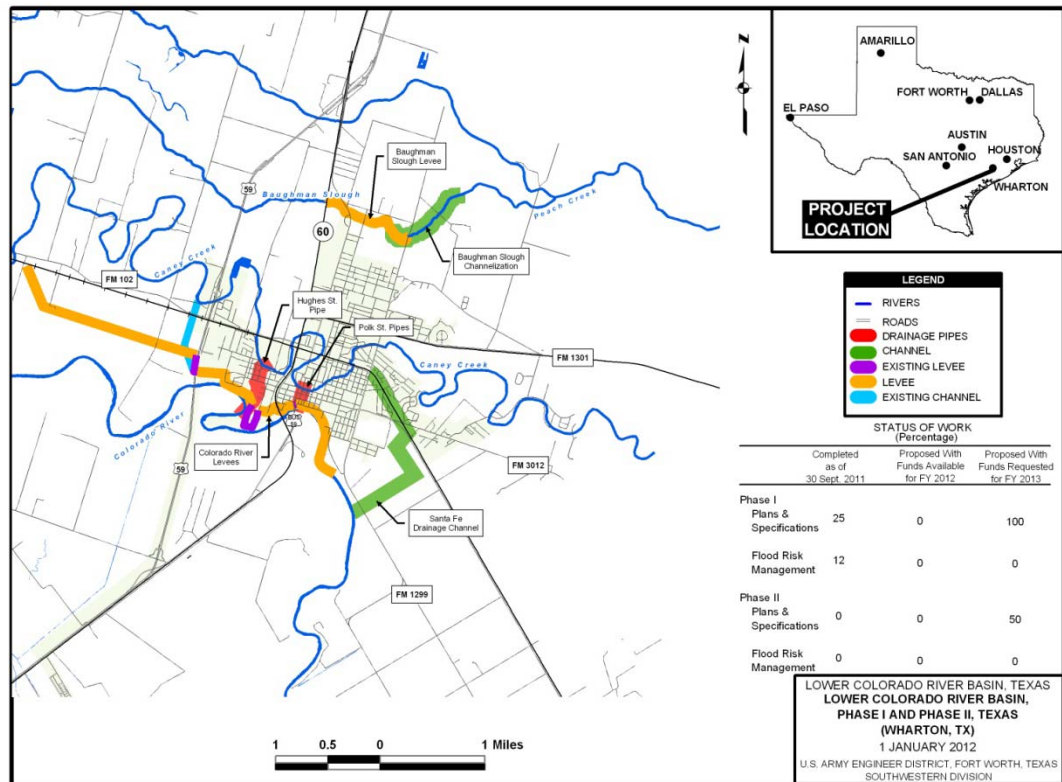 Baughman
Slough Levee
59
Baughman Slough
Peach Creek
60
Caney Creek
Baughman Slough
Channelization
FM 102
Hughes St.
Pipe
Polk St. Pipes
Caney Creek
FM 1301
Colorado River
59
Colorado River
Levees
59
FM 3012
Santa Fe
Drainage Channel
FM 1299
1 0.5 0 1 Miles
z
AMARILLO
FORT WORTH DALLAS
EL PASO
AUSTIN
HOUSTON
SAN ANTONIO
WHARTON
PROJECT
LOCATION
LEGEND
RIVERS
ROADS
DRAINAGE PIPES
CHANNEL
EXISTING LEVEE
LEVEE
EXISTING CHANNEL
STATUS OF WORK
(Percentage)
Completed as of 30 Sept. 2011
Proposed With Funds Available for FY 2012
Proposed With Funds Requested for FY 2013
Phase I
Plans &
Specifications 25 0 100
Flood Risk
Management 12 0 0
Phase II
Plans &
Specifications 0 0 50
Flood Risk
Management 0 0 0
LOWER COLORADO RIVER BASIN, TEXAS
LOWER COLORADO RIVER BASIN,
PHASE I AND PHASE II, TEXAS
(WHARTON, TX)
1 JANUARY 2012
U.S. ARMY ENGINEER DISTRICT, FORT WORTH, TEXAS
SOUTHWESTERN DIVISION